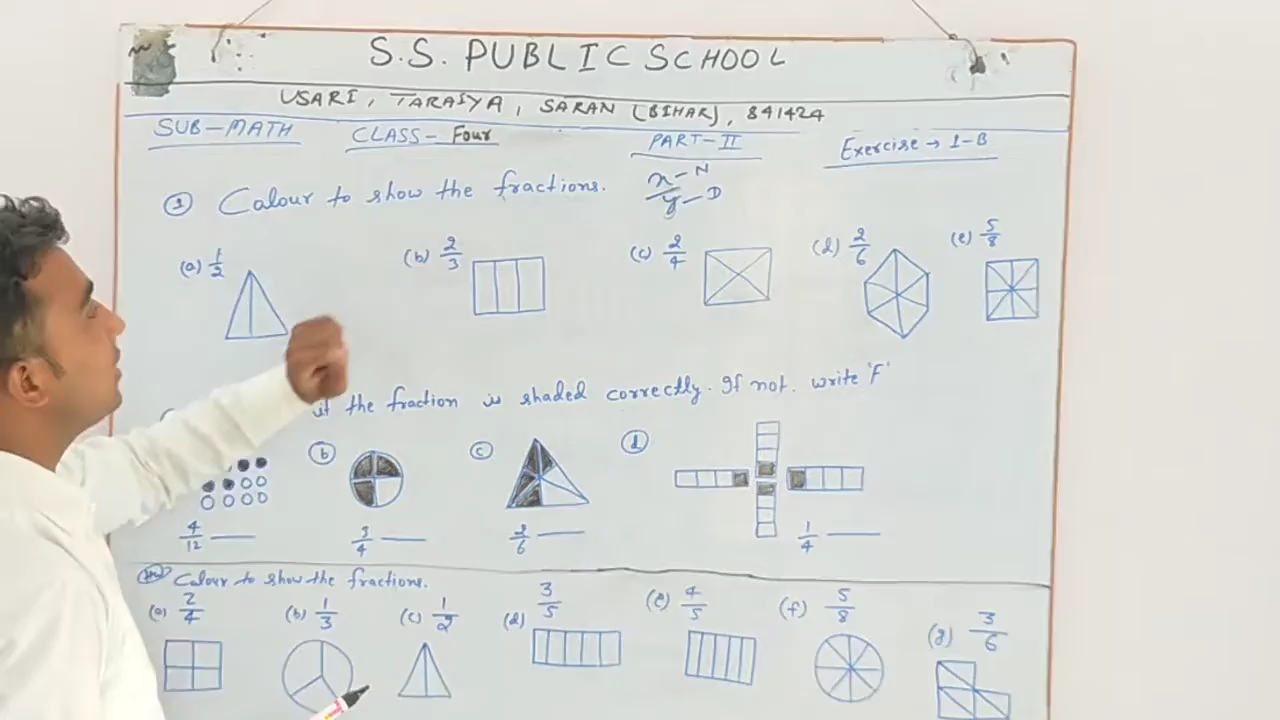 S.S. PUBLIC SCHOOL
USARI, TARAIYA, SARAN (BIHAR), 841424
SUB-MATH CLASS- Four PART-II Exercise → 1-B
① Colour to show the fractions. x - N
y - D
(a) 1/2 (b) 2/3 (c) 2/4 (d) 2/6 (e) 5/8
if the fraction is shaded correctly. If not. write 'F'
ⓑ ⓒ ⓓ
4/12 3/4 2/6 1/4
Colour to show the fractions.
(a) 2/4 (b) 1/3 (c) 1/2 (d) 3/5 (e) 4/5 (f) 5/8 (g) 3/6